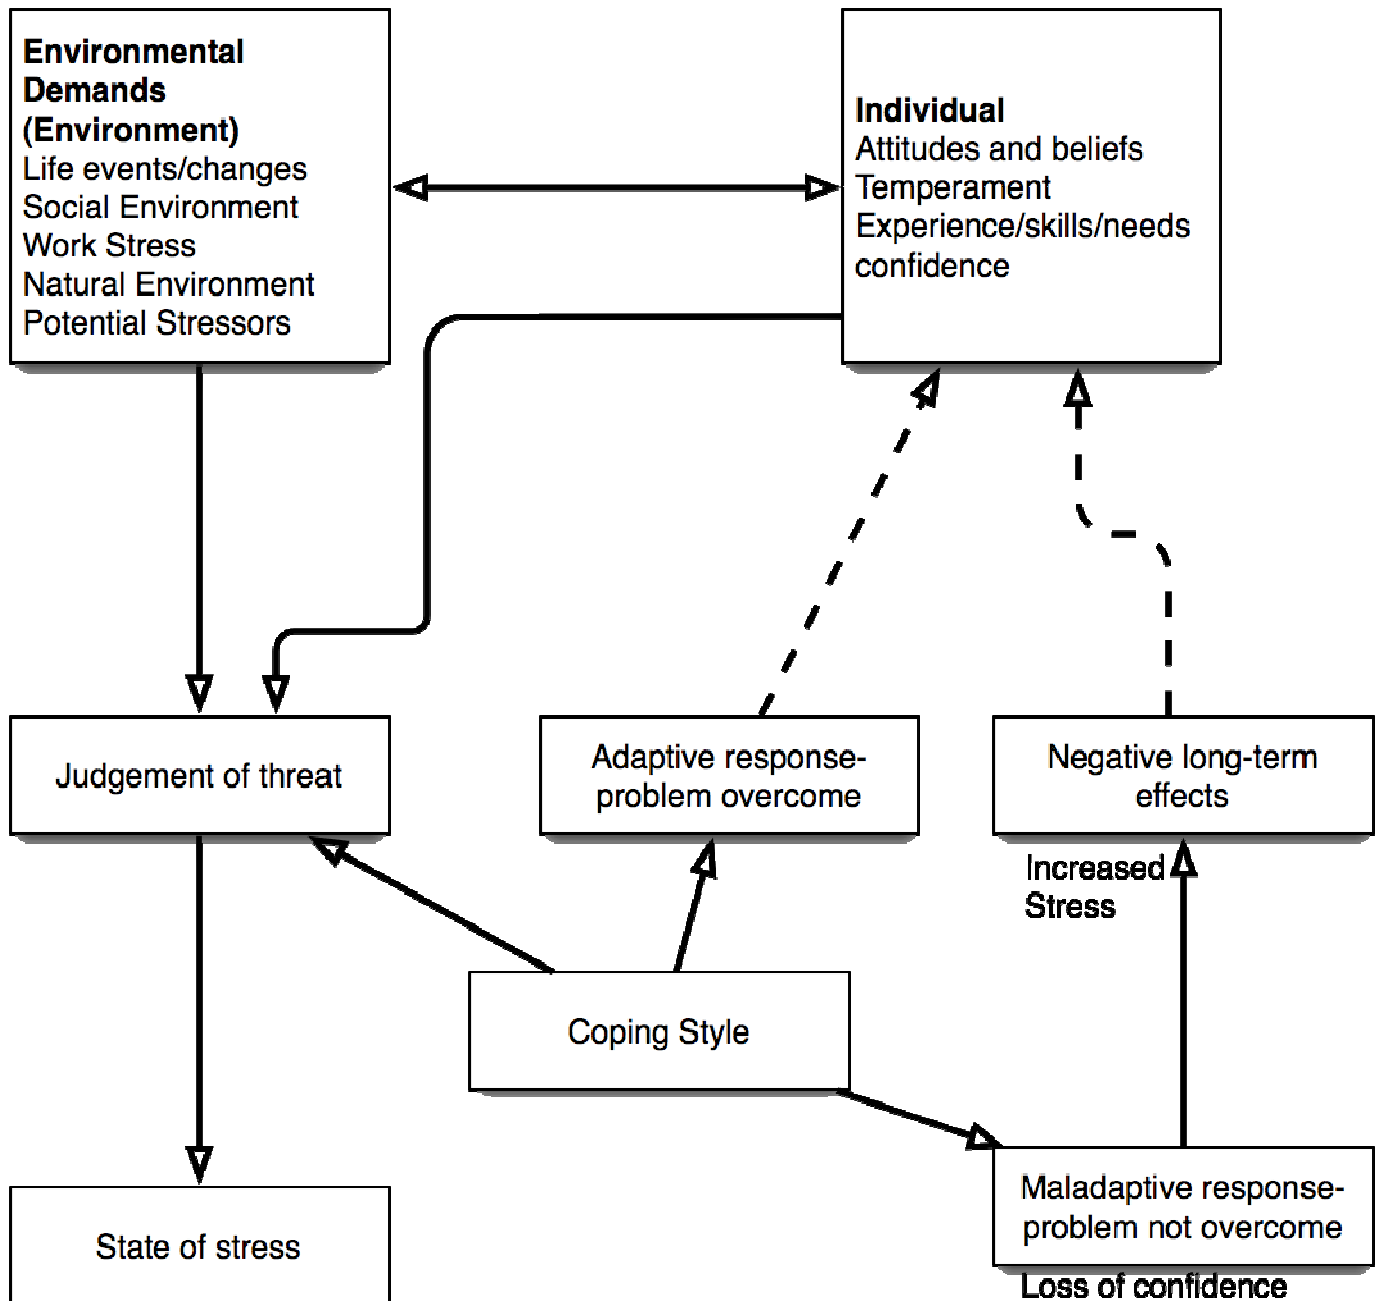 Environmental
Demands
(Environment)
Life events/changes
Social Environment
Work Stress
Natural Environment
Potential Stressors
Individual
Attitudes and beliefs
Temperament
Experience/skills/needs
confidence
Judgement of threat
Adaptive response-
problem overcome
Negative long-term
effects
Increased
Stress
Coping Style
State of stress
Maladaptive response-
problem not overcome
Loss of confidence